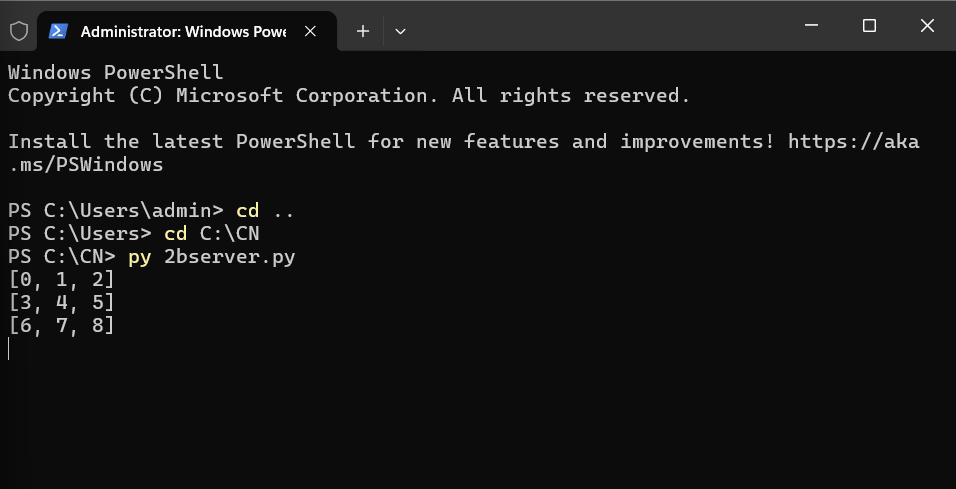 Administrator: Windows Powe
Windows PowerShell
Copyright (C) Microsoft Corporation. All rights reserved.
Install the latest PowerShell for new features and improvements! https://aka
.ms/PSWindows
PS C:\Users\admin> cd ..
PS C:\Users> cd C:\CN
PS C:\CN> py 2bserver.py
[0, 1, 2]
[3, 4, 5]
[6, 7, 8]